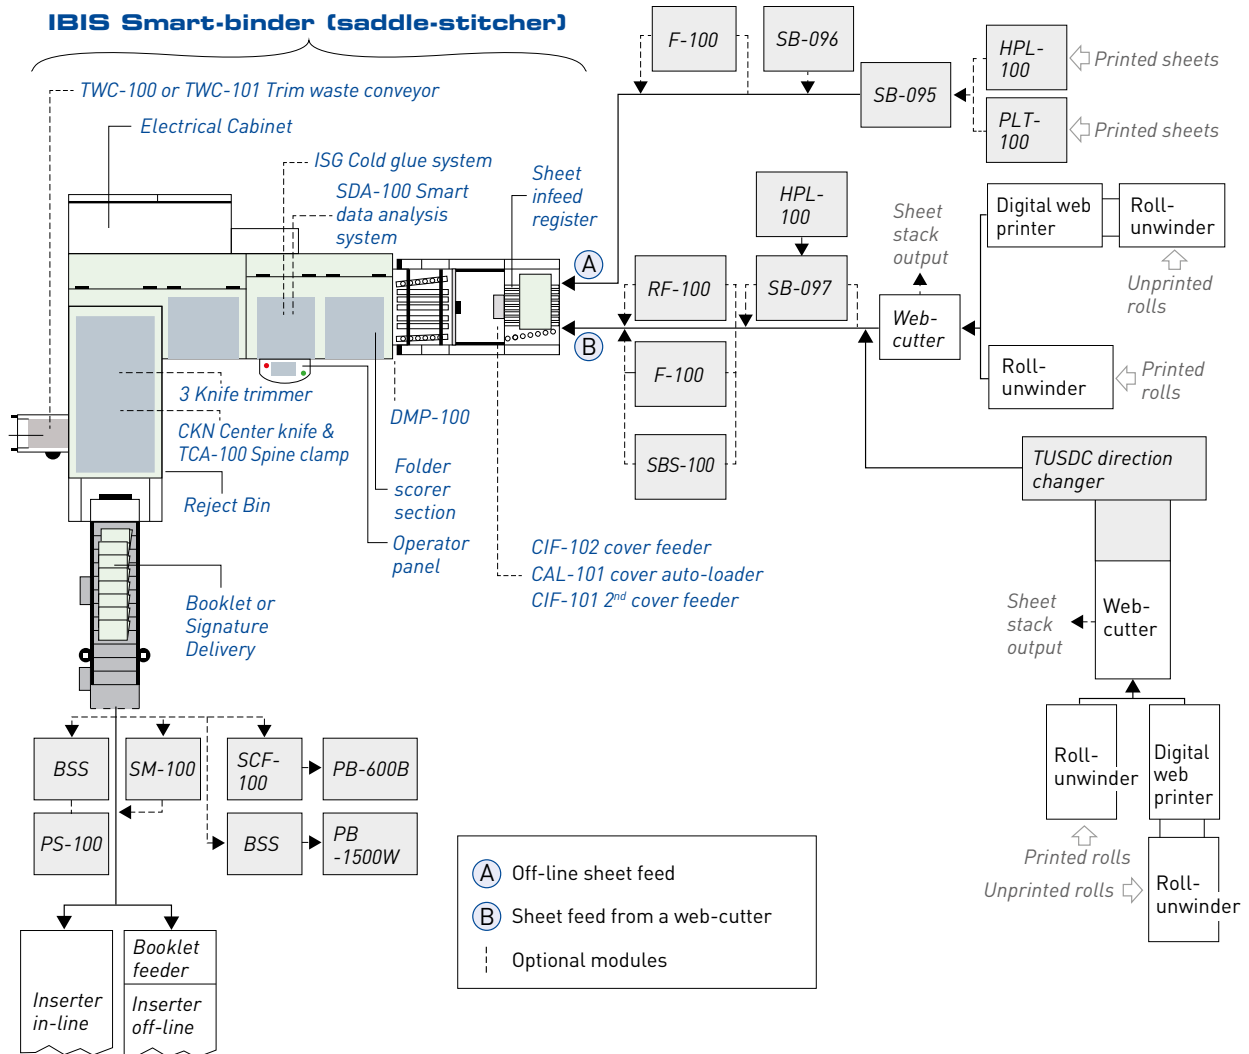 IBIS Smart-binder (saddle-stitcher)
TWC-100 or TWC-101 Trim waste conveyor
Electrical Cabinet
ISG Cold glue system
SDA-100 Smart
data analysis
system
Sheet
infeed
register
A
B
3 Knife trimmer
CKN Center knife &
TCA-100 Spine clamp
Reject Bin
DMP-100
Folder
scorer
section
Operator
panel
CIF-102 cover feeder
CAL-101 cover auto-loader
CIF-101 2nd cover feeder
Booklet or
Signature
Delivery
F-100
SB-096
SB-095
HPL-
100
Printed sheets
PLT-
100
Printed sheets
HPL-
100
RF-100
SB-097
F-100
SBS-100
Sheet
stack
output
Web-
cutter
Digital web
printer
Roll-
unwinder
Unprinted
rolls
Roll-
unwinder
Printed
rolls
TUSDC direction
changer
Sheet
stack
output
Web-
cutter
Roll-
unwinder
Digital
web
printer
Printed rolls
Unprinted rolls
Roll-
unwinder
BSS
SM-100
SCF-
100
PB-600B
PS-100
BSS
PB
-1500W
Inserter
in-line
Booklet
feeder
Inserter
off-line
A Off-line sheet feed
B Sheet feed from a web-cutter
Optional modules